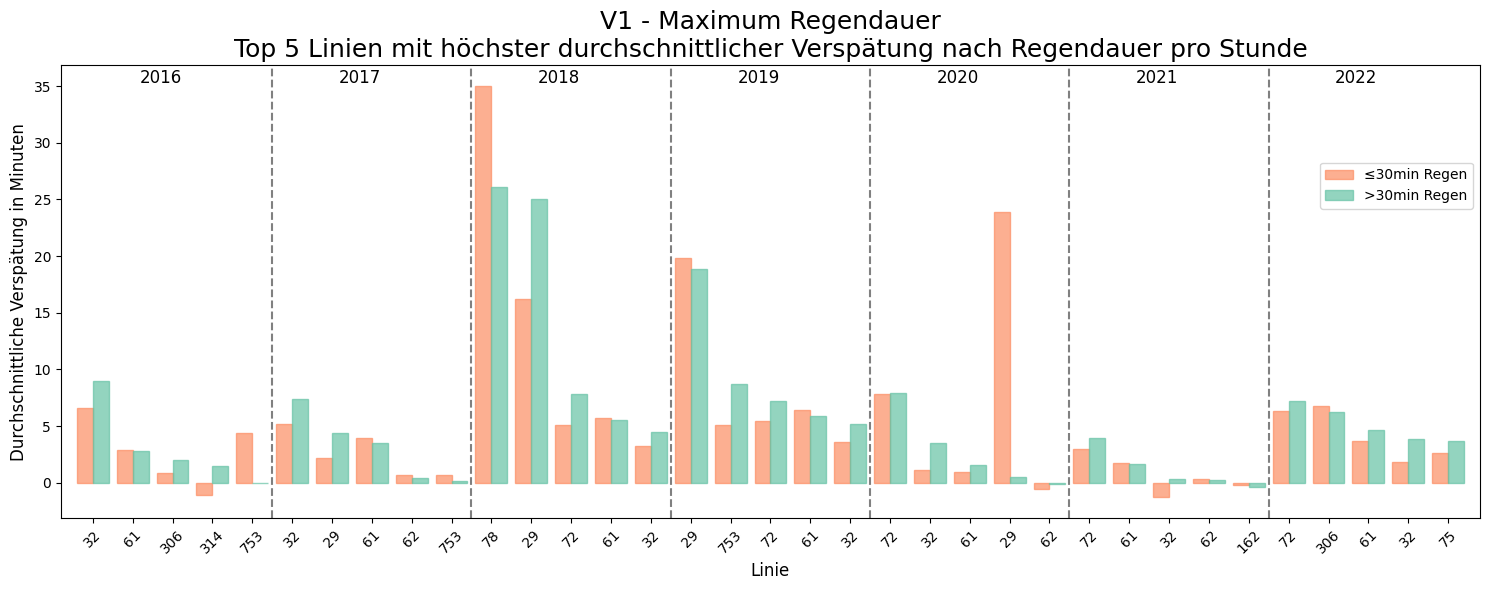 V1 - Maximum Regendauer
Top 5 Linien mit höchster durchschnittlicher Verspätung nach Regendauer pro Stunde
2016 2017 2018 2019 2020 2021 2022
≤30min Regen
>30min Regen
Durchschnittliche Verspätung in Minuten
35
30
25
20
15
10
5
0
32 61 306 314 753 32 29 61 62 753 78 29 72 61 32 29 753 72 61 32 72 32 61 29 62 72 61 32 62 162 72 306 61 32 75
Linie